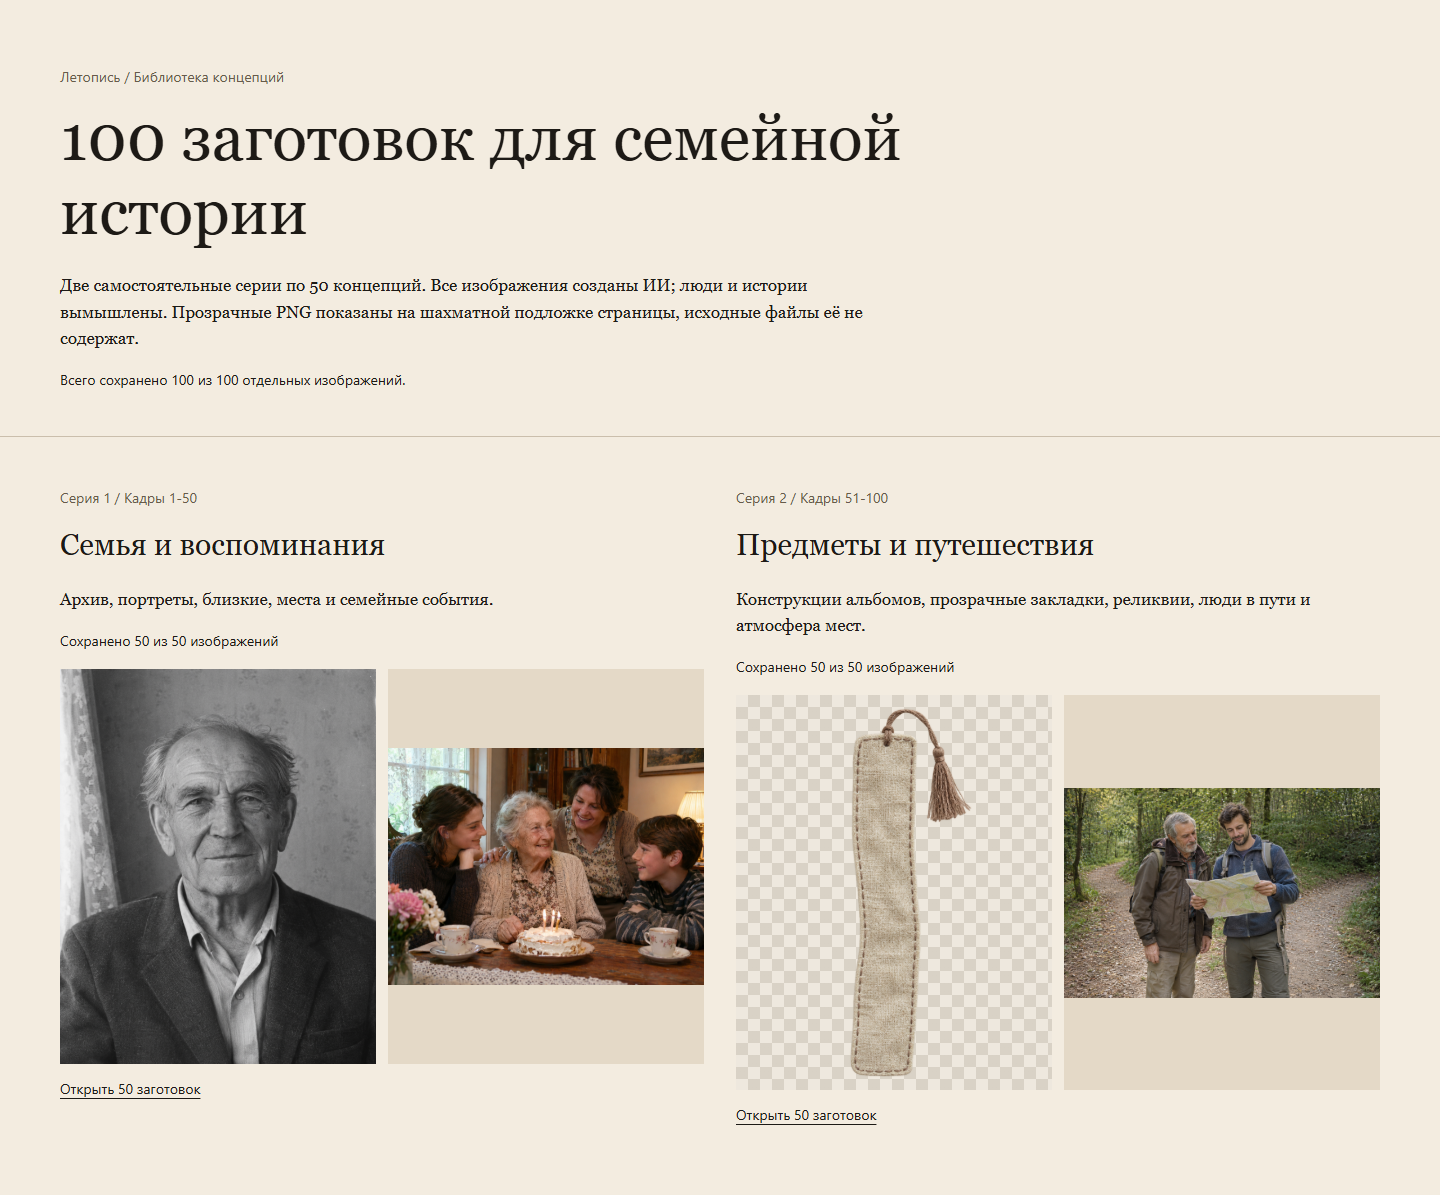 Летопись / Библиотека концепций
100 заготовок для семейной
истории
Две самостоятельные серии по 50 концепций. Все изображения созданы ИИ; люди и истории
вымышлены. Прозрачные PNG показаны на шахматной подложке страницы, исходные файлы её не
содержат.
Всего сохранено 100 из 100 отдельных изображений.
Серия 1 / Кадры 1-50
Семья и воспоминания
Архив, портреты, близкие, места и семейные события.
Сохранено 50 из 50 изображений
Открыть 50 заготовок
Серия 2 / Кадры 51-100
Предметы и путешествия
Конструкции альбомов, прозрачные закладки, реликвии, люди в пути и
атмосфера мест.
Сохранено 50 из 50 изображений
Открыть 50 заготовок